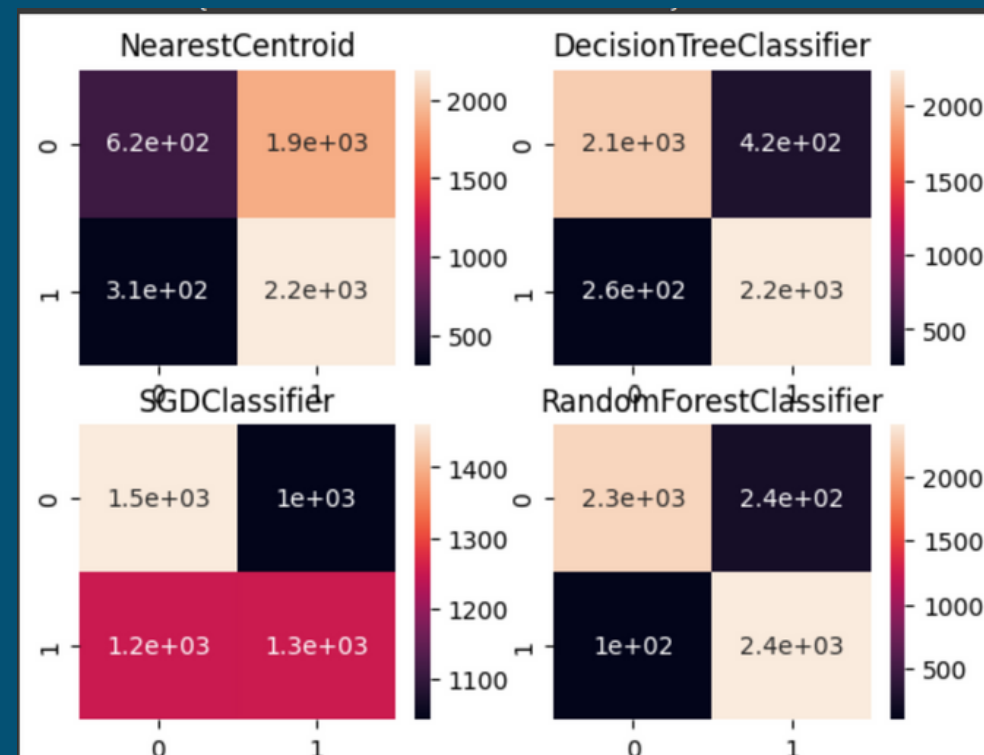 NearestCentroid
DecisionTreeClassifier
0
6.2e+02
1.9e+03
1
3.1e+02
2.2e+03
2000
1500
1000
500
0
2.1e+03
4.2e+02
1
2.6e+02
2.2e+03
2000
1500
1000
500
0
1
0
1
SGDClassifier
RandomForestClassifier
0
1.5e+03
1e+03
1
1.2e+03
1.3e+03
1400
1300
1200
1100
0
2.3e+03
2.4e+02
1
1e+02
2.4e+03
2000
1500
1000
500
0
1
0
1